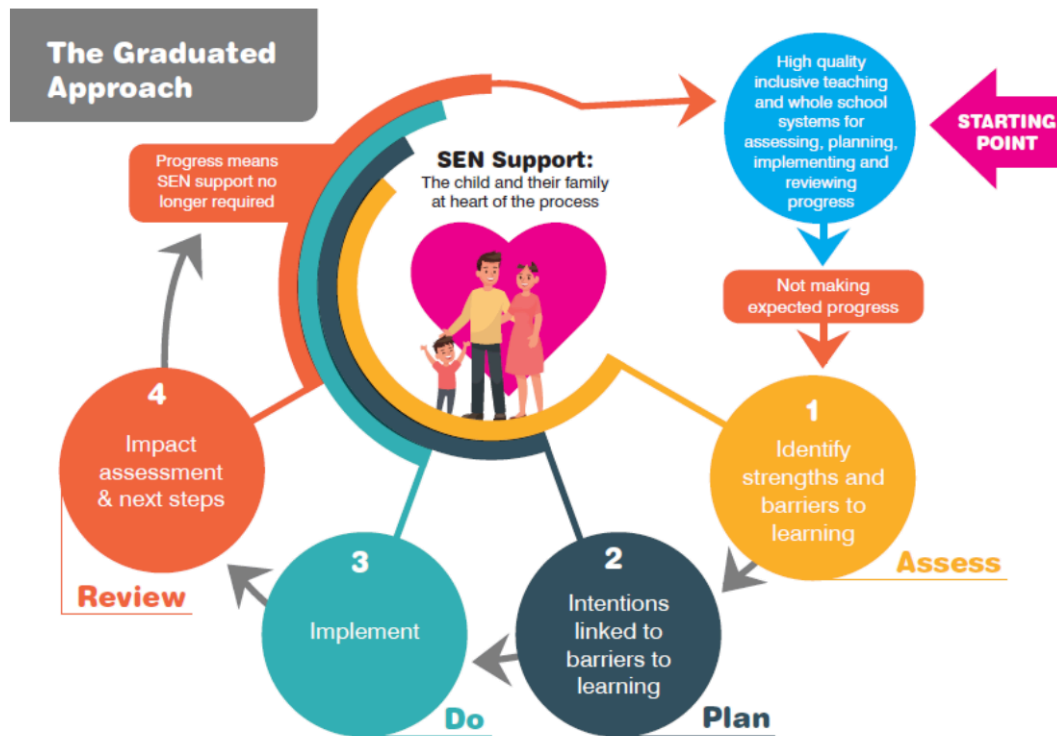 The Graduated
Approach
High quality
inclusive teaching
and whole school
systems for
assessing, planning,
implementing and
reviewing
progress
STARTING
POINT
Progress means
SEN support no
longer required
SEN Support:
The child and their family
at heart of the process
Not making
expected progress
1
Identify
strengths and
barriers to
learning
Assess
2
Intentions
linked to
barriers to
learning
Plan
3
Implement
Do
4
Impact
assessment
& next steps
Review